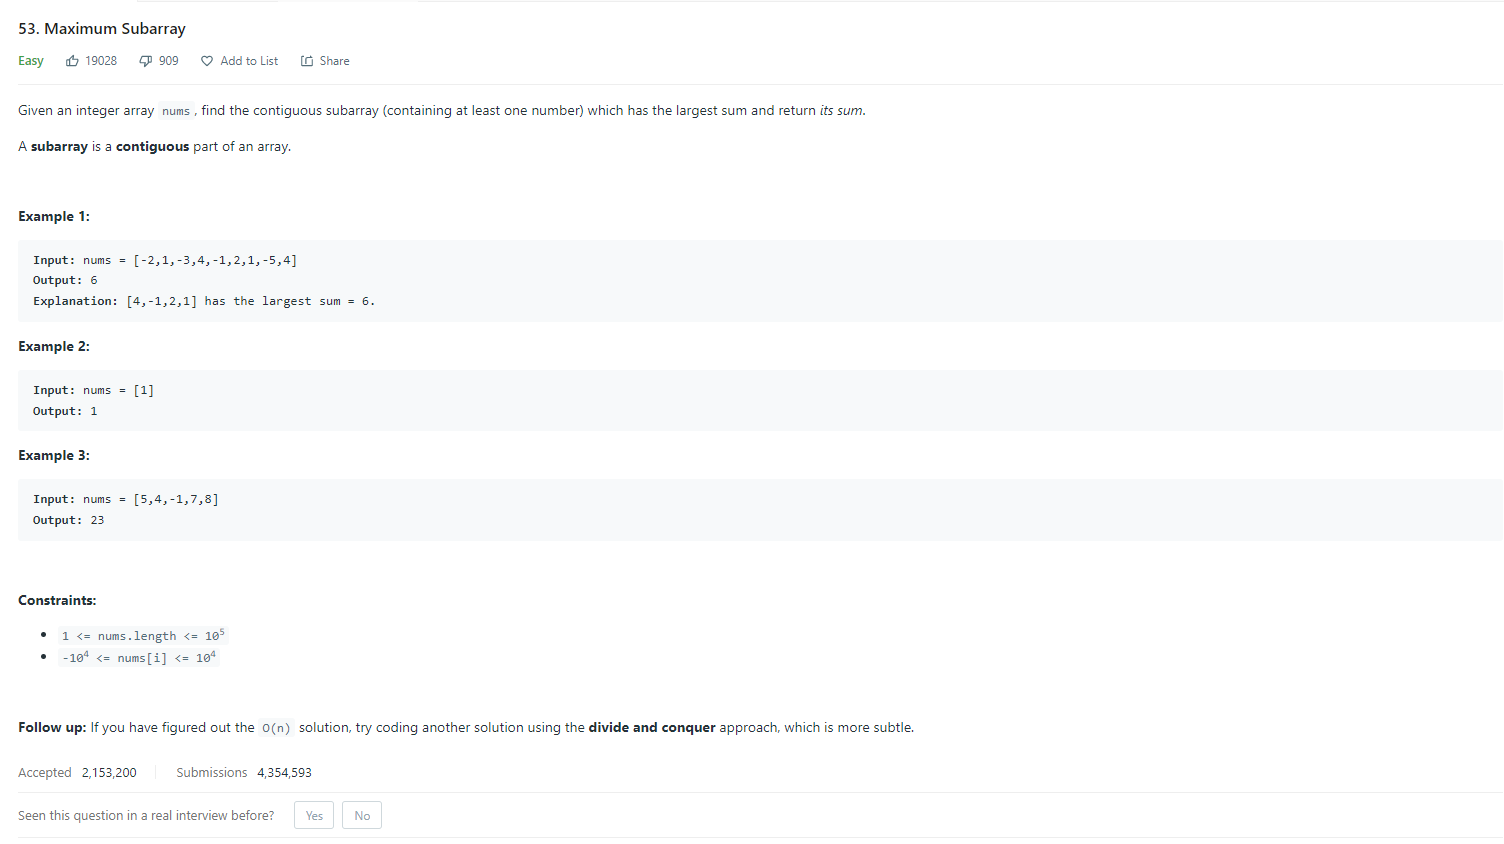 53. Maximum Subarray
Easy 19028 909 Add to List Share
Given an integer array nums , find the contiguous subarray (containing at least one number) which has the largest sum and return its sum.
A subarray is a contiguous part of an array.
Example 1:
Input: nums = [-2,1,-3,4,-1,2,1,-5,4]
Output: 6
Explanation: [4,-1,2,1] has the largest sum = 6.
Example 2:
Input: nums = [1]
Output: 1
Example 3:
Input: nums = [5,4,-1,7,8]
Output: 23
Constraints:
• 1 <= nums.length <= 10⁵
• -10⁴ <= nums[i] <= 10⁴
Follow up: If you have figured out the O(n) solution, try coding another solution using the divide and conquer approach, which is more subtle.
Accepted 2,153,200 Submissions 4,354,593
Seen this question in a real interview before? Yes No